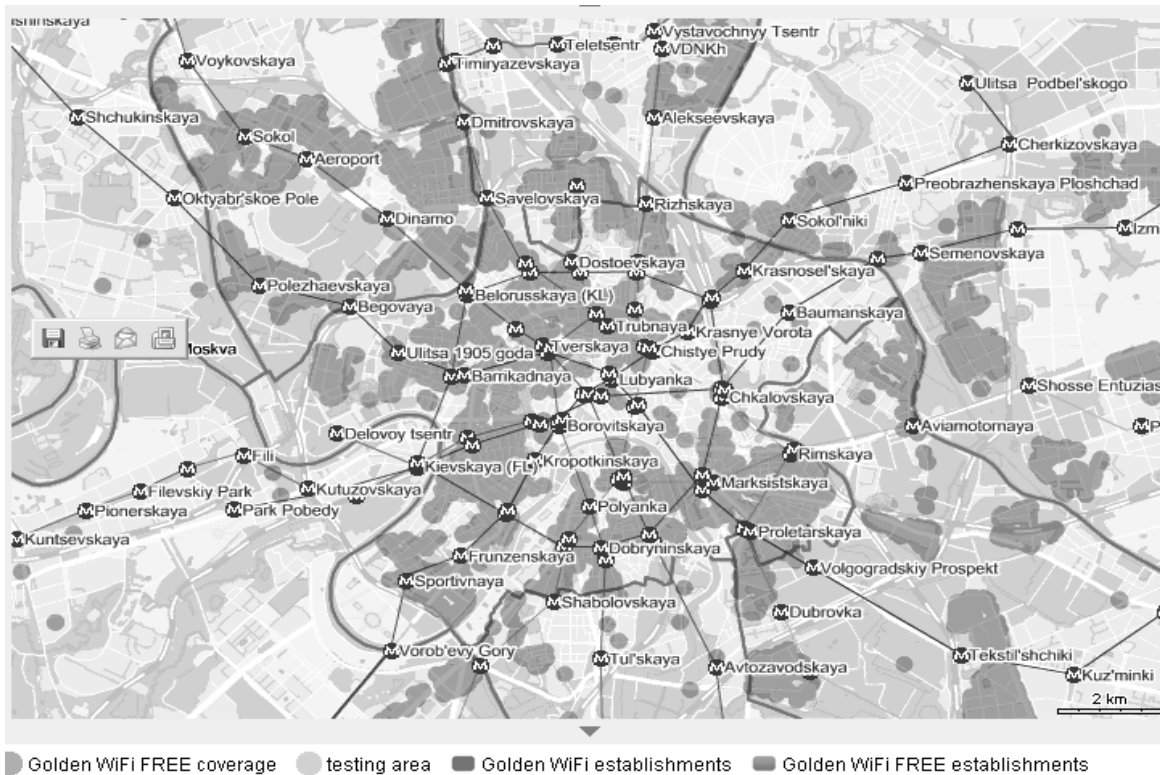 Vystavochnyy Tsentr
Teletsentr
VDNKh
Voykovskaya
Timiryazevskaya
Ulitsa Podbel'skogo
Shchukinskaya
Dmitrovskaya
Alekseevskaya
Sokol
Cherkizovskaya
Aeroport
Preobrazhenskaya Ploshchad
Oktyabr'skoe Pole
Savelovskaya
Rizhskaya
Dinamo
Sokol'niki
Izm
Semenovskaya
Dostoevskaya
Krasnosel'skaya
Polezhaevskaya
Belorusskaya (KL)
Begovaya
Baumanskaya
Trubnaya
Krasnye Vorota
Moskva
Ulitsa 1905 goda
Tverskaya
Chistye Prudy
Barrikadnaya
Lubyanka
Shosse Entuzias
Chkalovskaya
Borovitskaya
Aviamotornaya
Delovoy tsentr
Fili
Kievskaya (FL)
Kropotkinskaya
Rimskaya
Filevskiy Park
Kutuzovskaya
Marksistskaya
Pionerskaya
Park Pobedy
Polyanka
Kuntsevskaya
Proletarskaya
Frunzenskaya
Dobryninskaya
Volgogradskiy Prospekt
Sportivnaya
Shabolovskaya
Dubrovka
Vorob'evy Gory
Tul'skaya
Avtozavodskaya
Tekstil'shchiki
Kuz'minki
2 km
Golden WiFi FREE coverage
testing area
Golden WiFi establishments
Golden WiFi FREE establishments